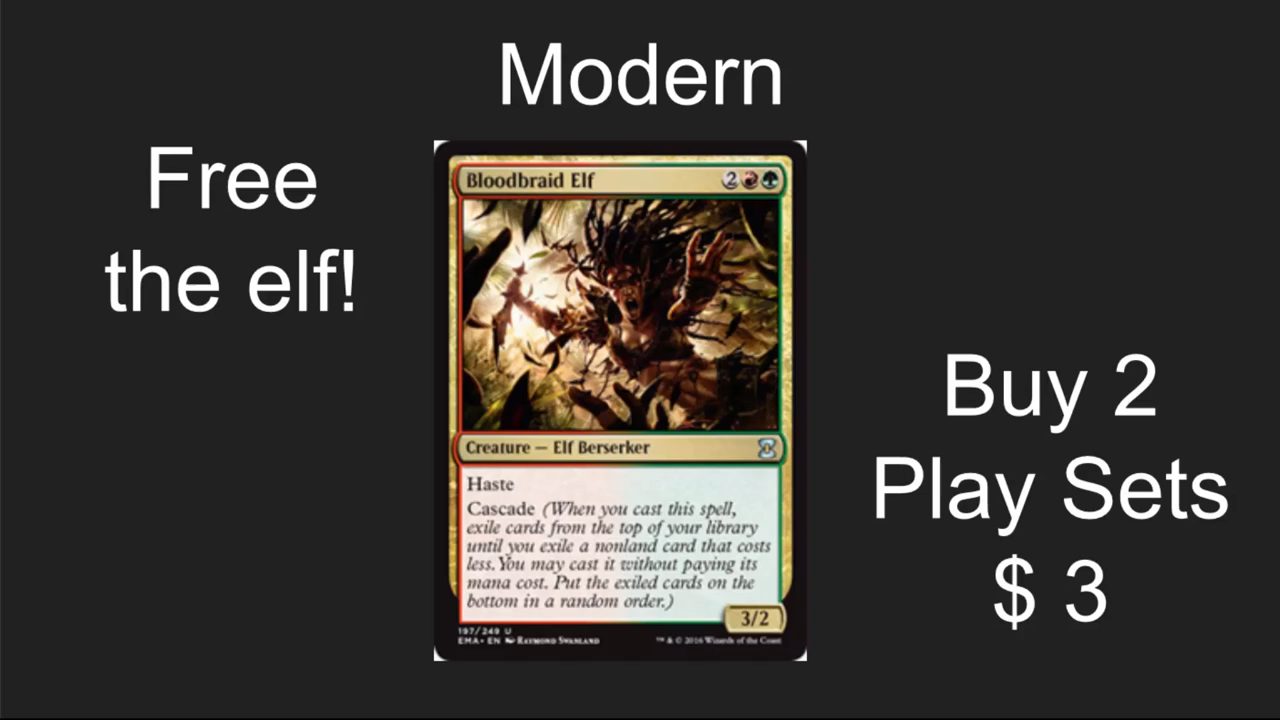 Modern
Free
the elf!
Bloodbraid Elf
2
Creature — Elf Berserker
Haste
Cascade (When you cast this spell,
exile cards from the top of your library
until you exile a nonland card that costs
less. You may cast it without paying its
mana cost. Put the exiled cards on the
bottom in a random order.)
3/2
197/249 U
EMA • EN Raymond Swanland
™ & © 2016 Wizards of the Coast
Buy 2
Play Sets
$ 3